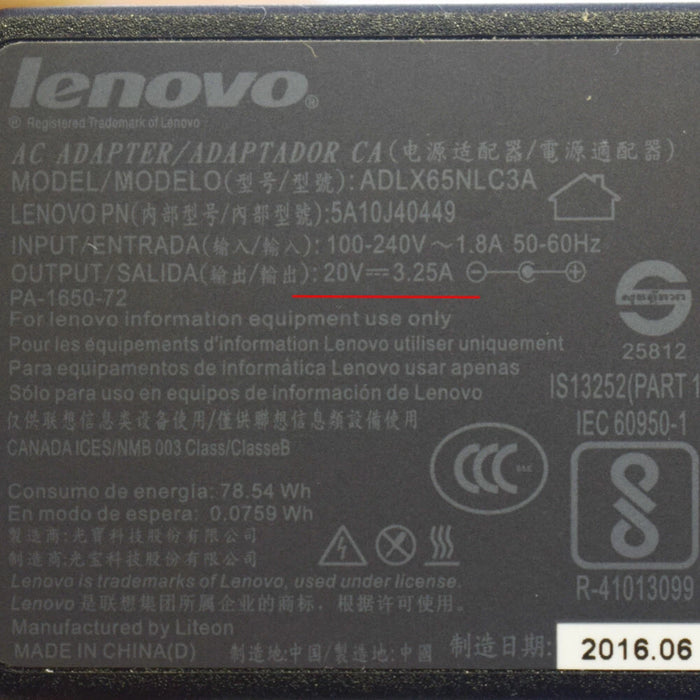 lenovo®
® Registered Trademark of Lenovo
AC ADAPTER/ADAPTADOR CA(电源适配器/電源適配器)
MODEL/MODELO(型号/型號):ADLX65NLC3A
LENOVO PN(内部型号/內部型號):5A10J40449
INPUT/ENTRADA(输入/輸入): 100-240V～1.8A 50-60Hz
OUTPUT/SALIDA(输出/輸出): 20V⎓3.25A
PA-1650-72
For lenovo information equipment use only
Pour les équipements d'information Lenovo utiliser uniquement
Para equipamentos de informática Lenovo usar apenas
Sólo para uso en equipos de información de Lenovo
仅供联想信息类设备使用/僅供聯想信息類設備使用
CANADA ICES/NMB 003 Class/ClasseB
25812
IS13252(PART 1
IEC 60950-1
CCC
Consumo de energía: 78.54 Wh
En modo de espera: 0.0759 Wh
製造商:光寶科技股份有限公司
制造商:光宝科技股份有限公司
R-41013099
Lenovo is trademarks of Lenovo, used under license.
Lenovo 是联想集团所属企业的商标，根据许可使用。
Manufactured by Liteon
MADE IN CHINA(D) 制造地:中国/製造地:中國
制造日期: 2016.06